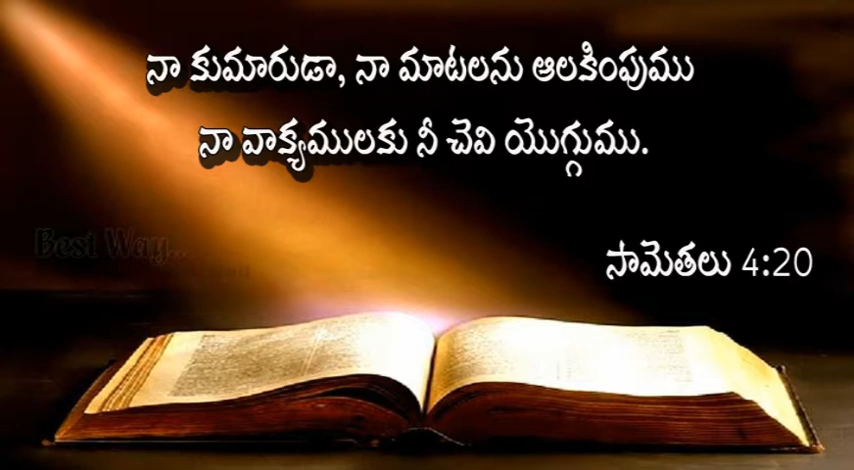 నా కుమారుడా, నా మాటలను ఆలకింపుము
నా వాక్యములకు నీ చెవి యొగ్గుము.
Best Way...
సామెతలు 4:20